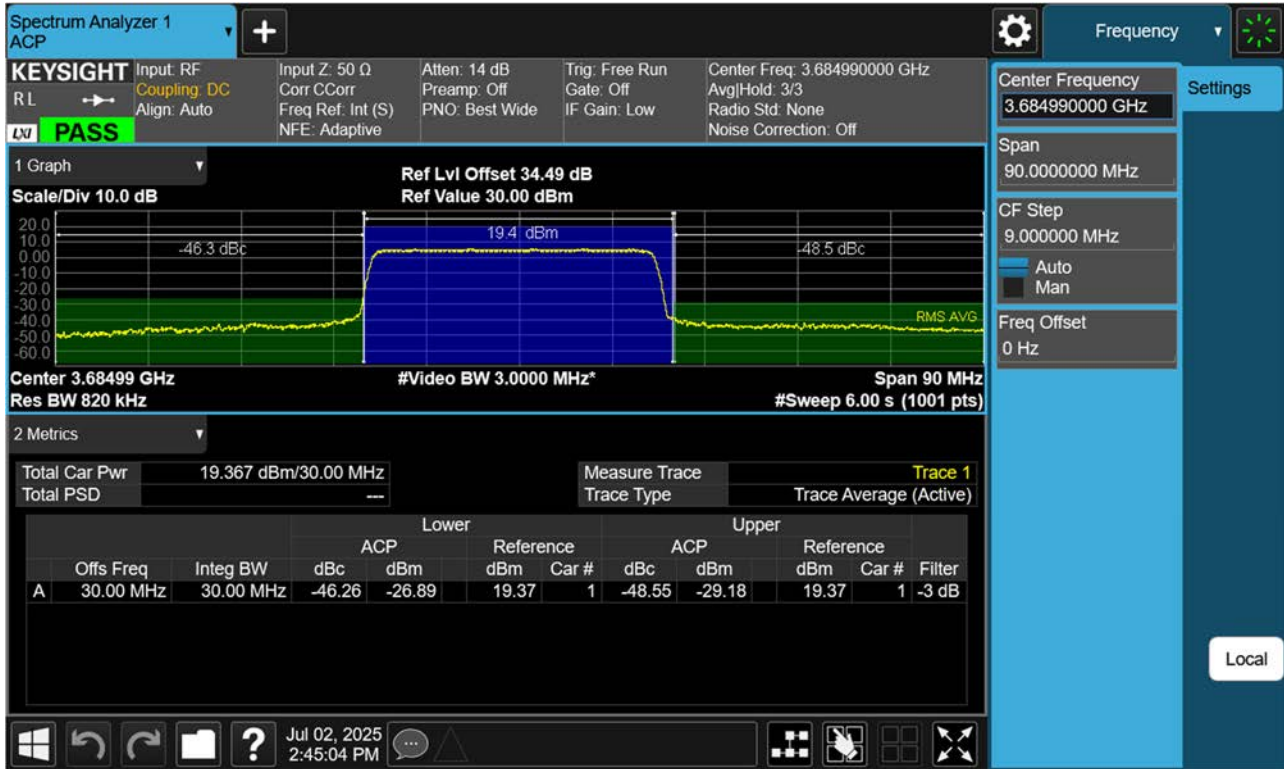 Spectrum Analyzer 1
ACP
+
Frequency
KEYSIGHT
RL
LXI
PASS
Input: RF
Coupling: DC
Align: Auto
Input Z: 50 Ω
Corr CCorr
Freq Ref: Int (S)
NFE: Adaptive
Atten: 14 dB
Preamp: Off
PNO: Best Wide
Trig: Free Run
Gate: Off
IF Gain: Low
Center Freq: 3.684990000 GHz
Avg|Hold: 3/3
Radio Std: None
Noise Correction: Off
Center Frequency
3.684990000 GHz
Settings
Span
90.0000000 MHz
CF Step
9.000000 MHz
Auto
Man
Freq Offset
0 Hz
Local
1 Graph
Scale/Div 10.0 dB
Ref Lvl Offset 34.49 dB
Ref Value 30.00 dBm
20.0
10.0
0.00
-10.0
-20.0
-30.0
-40.0
-50.0
-60.0
-46.3 dBc
19.4 dBm
-48.5 dBc
RMS AVG
Center 3.68499 GHz
#Video BW 3.0000 MHz*
Span 90 MHz
Res BW 820 kHz
#Sweep 6.00 s (1001 pts)
2 Metrics
Total Car Pwr 19.367 dBm/30.00 MHz
Total PSD ---
Measure Trace Trace 1
Trace Type Trace Average (Active)
Lower Upper
ACP Reference ACP Reference
Offs Freq Integ BW dBc dBm dBm Car # dBc dBm dBm Car # Filter
A 30.00 MHz 30.00 MHz -46.26 -26.89 19.37 1 -48.55 -29.18 19.37 1 -3 dB
?
Jul 02, 2025
2:45:04 PM